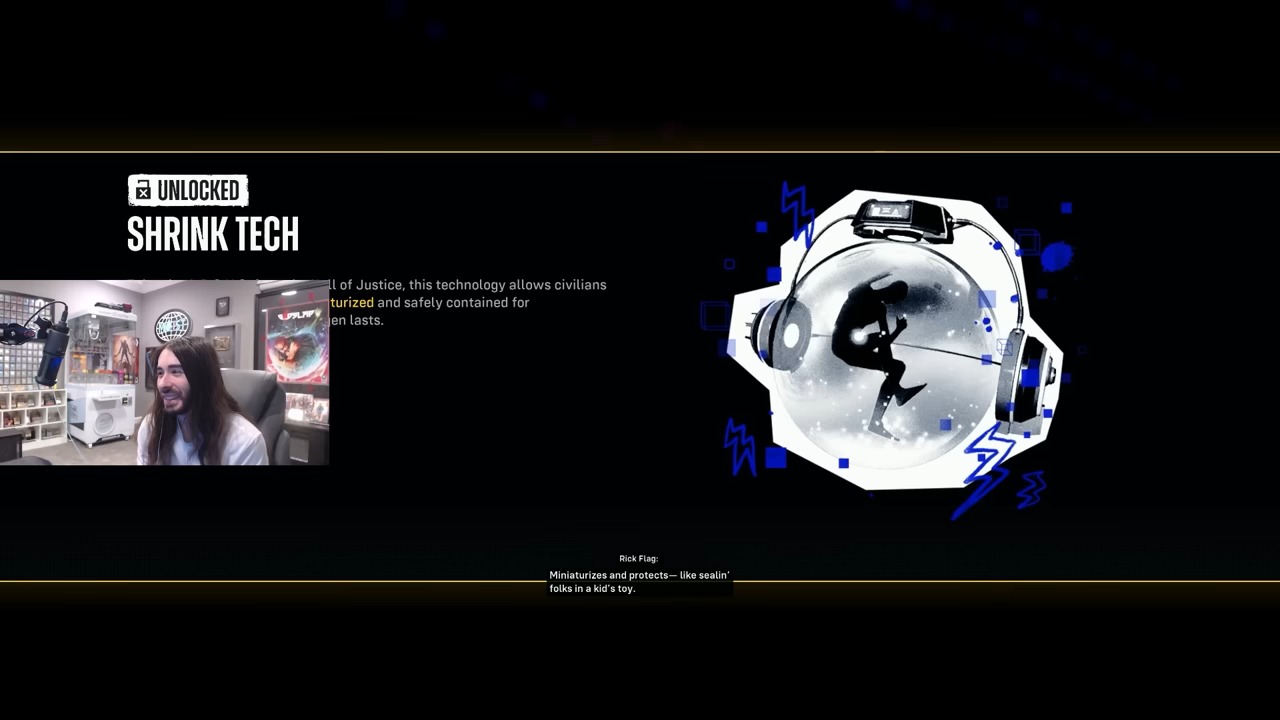 UNLOCKED
SHRINK TECH
ll of Justice, this technology allows civilians
turized and safely contained for
en lasts.
Rick Flag:
Miniaturizes and protects— like sealin'
folks in a kid's toy.